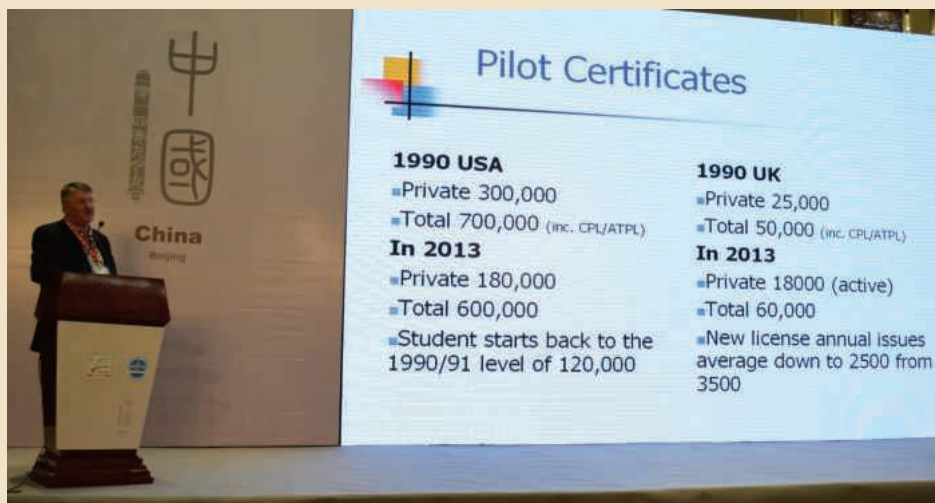 中
國
China
Beijing
Pilot Certificates
1990 USA
Private 300,000
Total 700,000 (inc. CPL/ATPL)
In 2013
Private 180,000
Total 600,000
Student starts back to the
1990/91 level of 120,000
1990 UK
Private 25,000
Total 50,000 (inc. CPL/ATPL)
In 2013
Private 18000 (active)
Total 60,000
New license annual issues
average down to 2500 from
3500